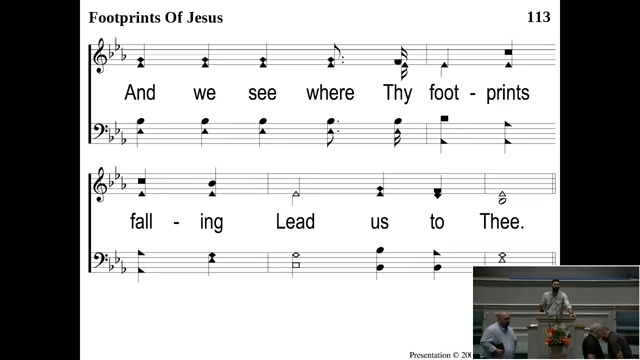 Footprints Of Jesus 113
And we see where Thy foot - prints
fall - ing Lead us to Thee.
Presentation ©